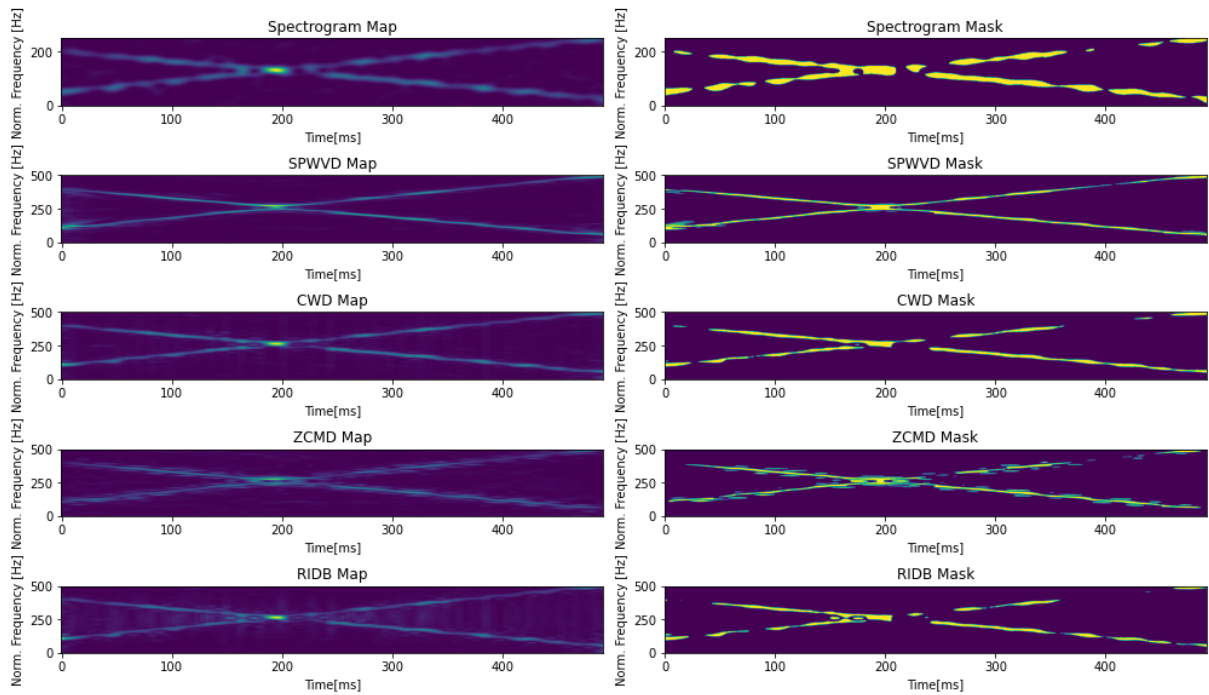 Spectrogram Map
Norm. Frequency [Hz]
200
0
0 100 200 300 400
Time[ms]
Spectrogram Mask
Norm. Frequency [Hz]
200
0
0 100 200 300 400
Time[ms]
SPWVD Map
Norm. Frequency [Hz]
500
250
0
0 100 200 300 400
Time[ms]
SPWVD Mask
Norm. Frequency [Hz]
500
250
0
0 100 200 300 400
Time[ms]
CWD Map
Norm. Frequency [Hz]
500
250
0
0 100 200 300 400
Time[ms]
CWD Mask
Norm. Frequency [Hz]
500
250
0
0 100 200 300 400
Time[ms]
ZCMD Map
Norm. Frequency [Hz]
500
250
0
0 100 200 300 400
Time[ms]
ZCMD Mask
Norm. Frequency [Hz]
500
250
0
0 100 200 300 400
Time[ms]
RIDB Map
Norm. Frequency [Hz]
500
250
0
0 100 200 300 400
Time[ms]
RIDB Mask
Norm. Frequency [Hz]
500
250
0
0 100 200 300 400
Time[ms]